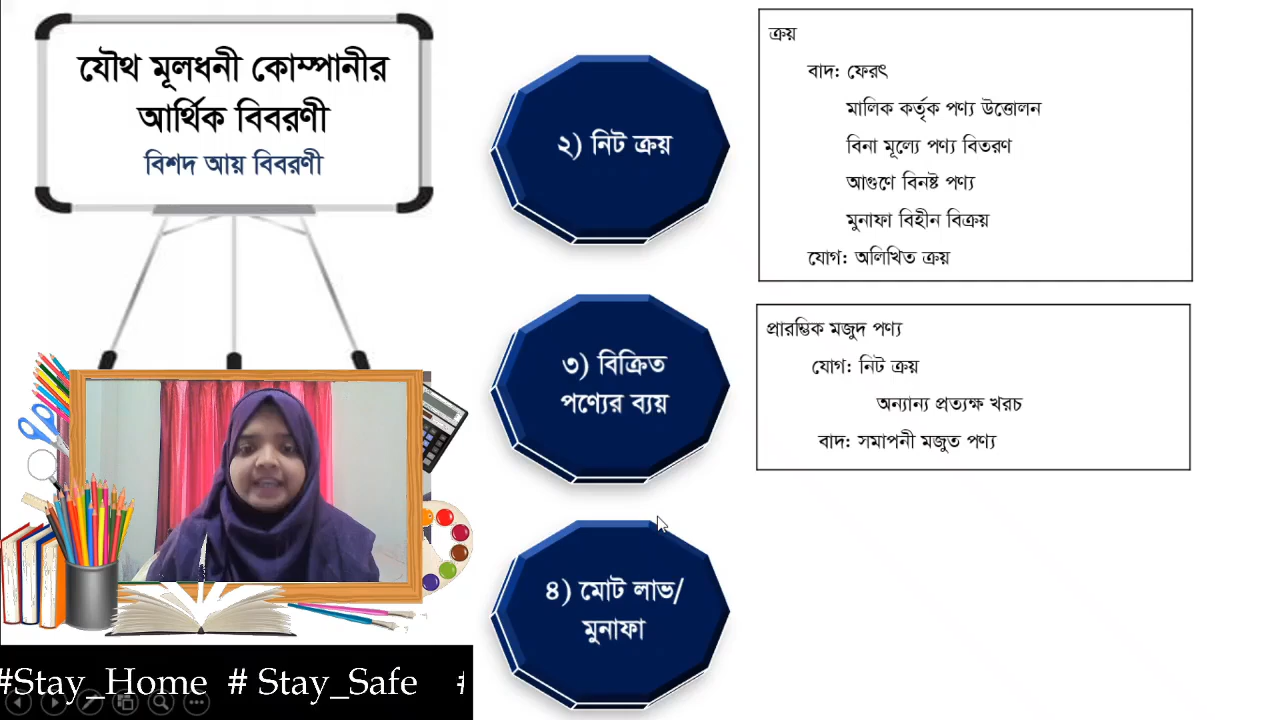 যৌথ মূলধনী কোম্পানীর
আর্থিক বিবরণী
বিশদ আয় বিবরণী
২) নিট ক্রয়
ক্রয়
বাদ: ফেরৎ
মালিক কর্তৃক পণ্য উত্তোলন
বিনা মূল্যে পণ্য বিতরণ
আগুণে বিনষ্ট পণ্য
মুনাফা বিহীন বিক্রয়
যোগ: অলিখিত ক্রয়
৩) বিক্রিত
পণ্যের ব্যয়
প্রারম্ভিক মজুদ পণ্য
যোগ: নিট ক্রয়
অন্যান্য প্রত্যক্ষ খরচ
বাদ: সমাপনী মজুত পণ্য
৪) মোট লাভ/
মুনাফা
#Stay_Home # Stay_Safe #